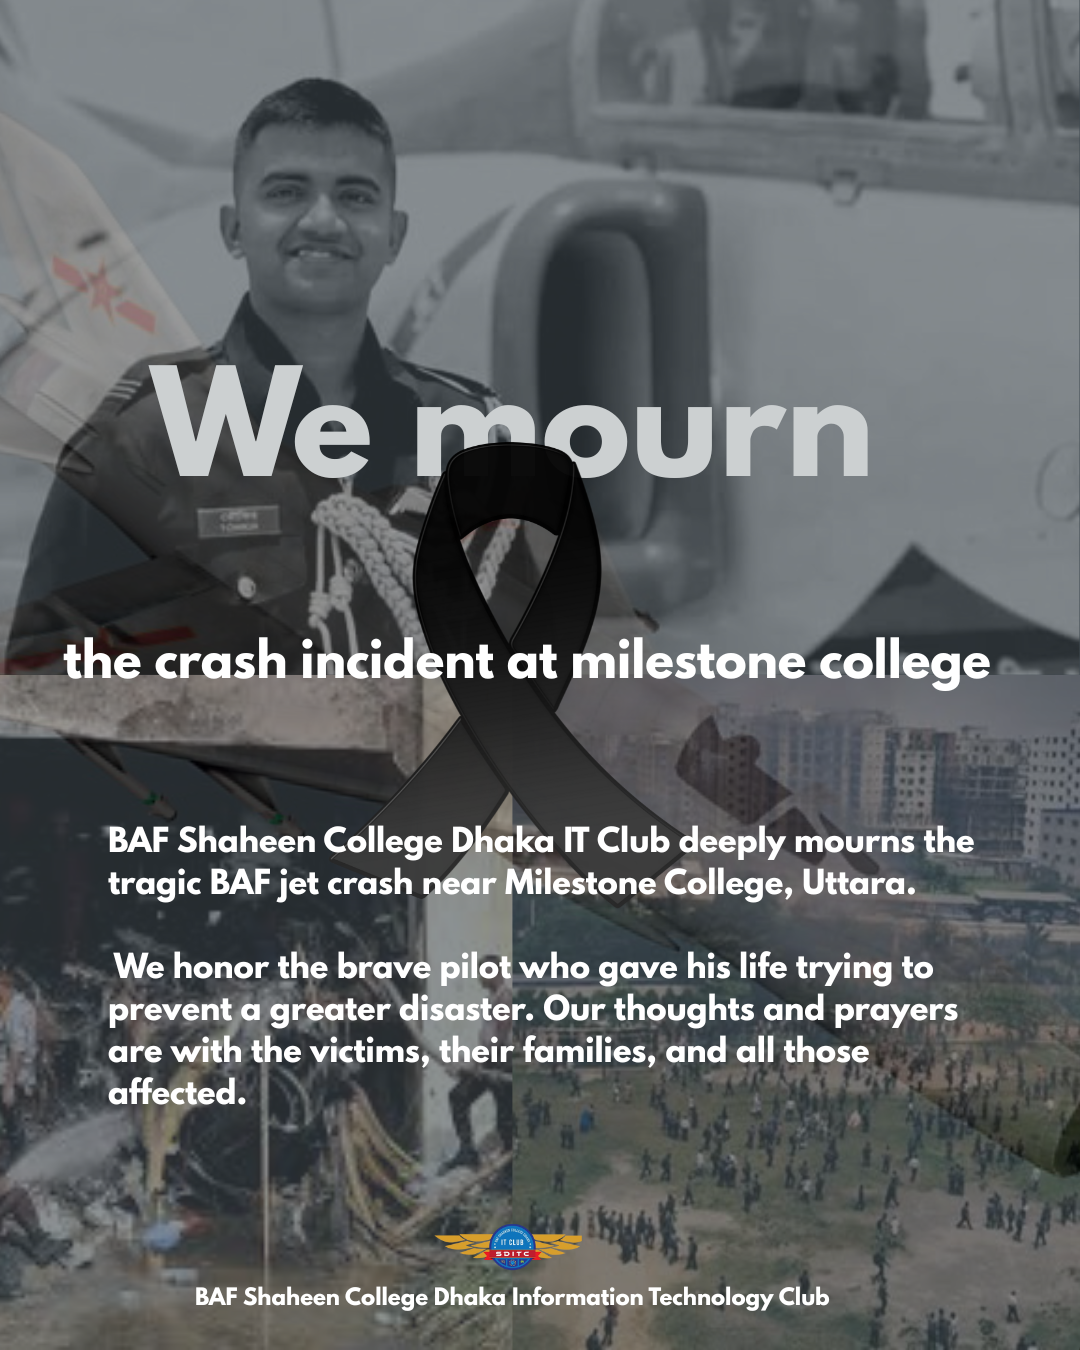 We mourn
তৌকির
TOWKIR
the crash incident at milestone college
BAF Shaheen College Dhaka IT Club deeply mourns the
tragic BAF jet crash near Milestone College, Uttara.
We honor the brave pilot who gave his life trying to
prevent a greater disaster. Our thoughts and prayers
are with the victims, their families, and all those
affected.
IT CLUB
SDITC
BAF Shaheen College Dhaka Information Technology Club